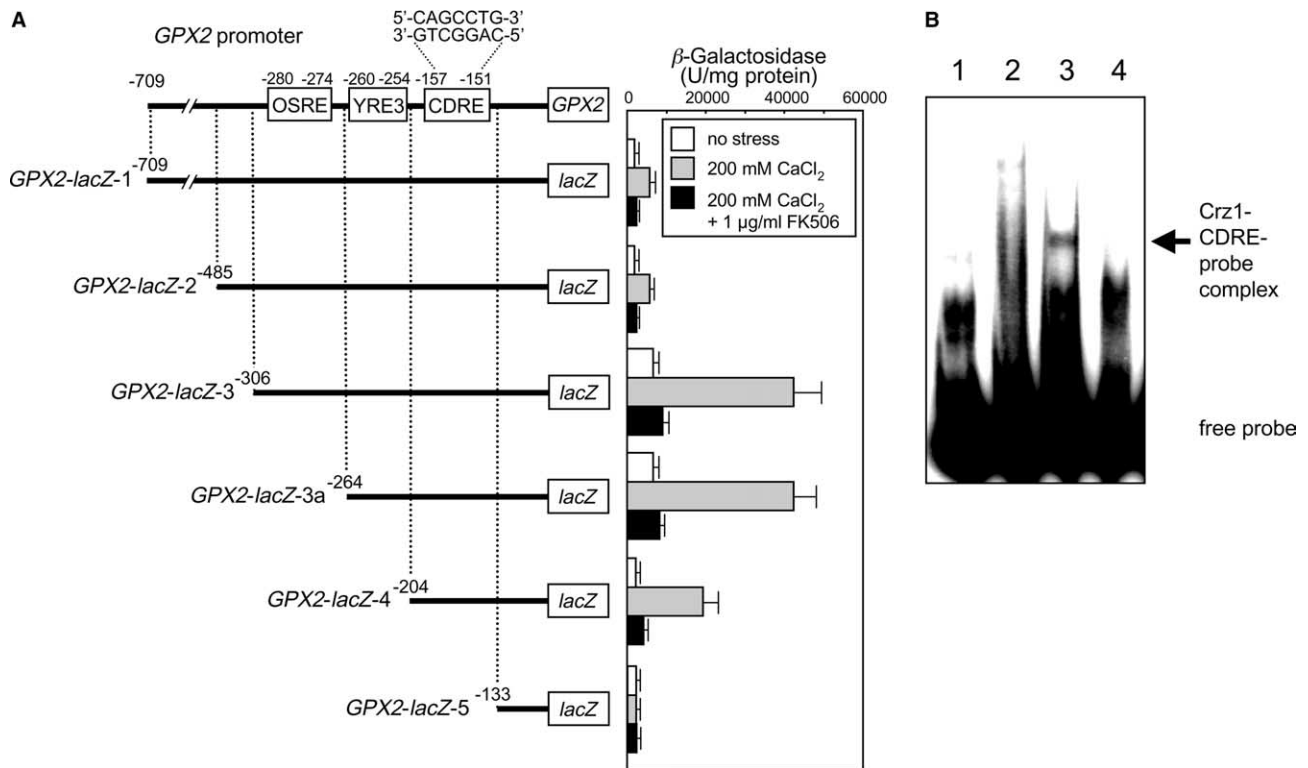 A
5'-CAGCCTG-3'
3'-GTCGGAC-5'
GPX2 promoter
-709
-280 -274 -260 -254 -157 -151
OSRE YRE3 CDRE GPX2
β-Galactosidase
(U/mg protein)
0 20000 40000 60000
no stress
200 mM CaCl₂
200 mM CaCl₂
+ 1 µg/ml FK506
GPX2-lacZ-1 -709 lacZ
GPX2-lacZ-2 -485 lacZ
GPX2-lacZ-3 -306 lacZ
GPX2-lacZ-3a -264 lacZ
GPX2-lacZ-4 -204 lacZ
GPX2-lacZ-5 -133 lacZ
B
1 2 3 4
Crz1-
CDRE-
probe
complex
free probe